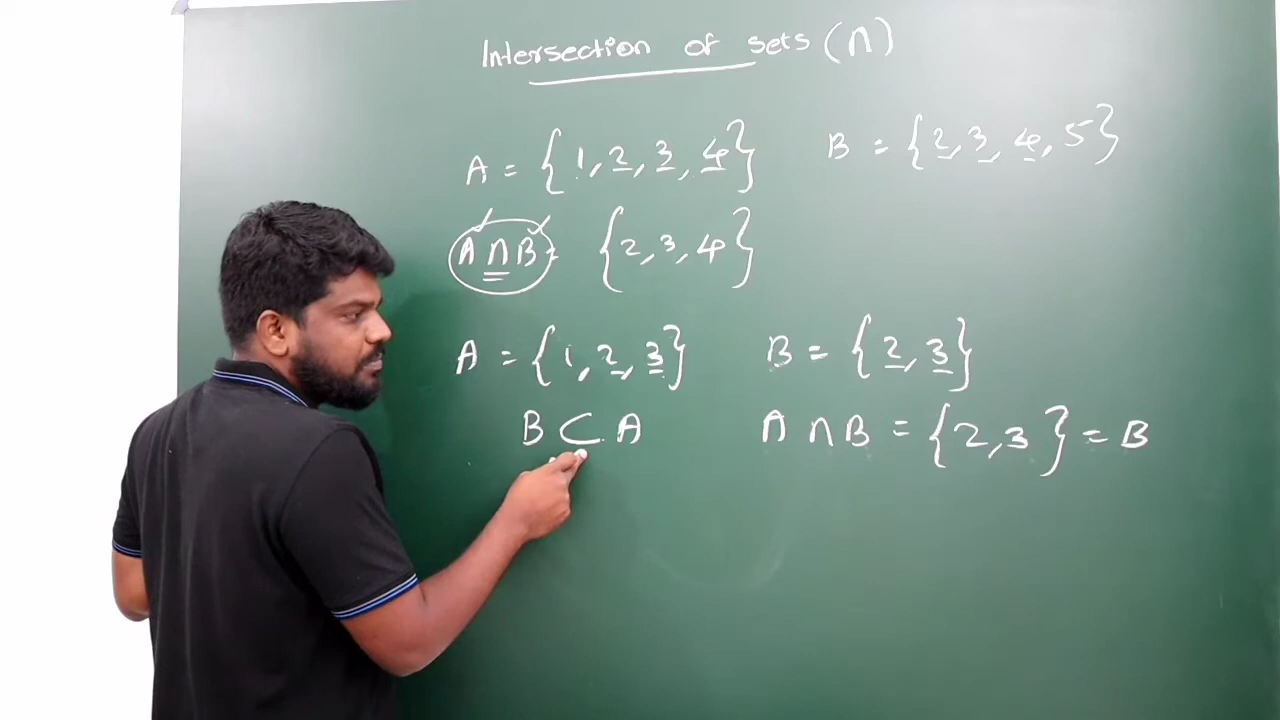 Intersection of sets (∩)
A = {1, 2, 3, 4} B = {2, 3, 4, 5}
A∩B = {2, 3, 4}
A = {1, 2, 3} B = {2, 3}
B ⊂ A A ∩ B = {2, 3} = B